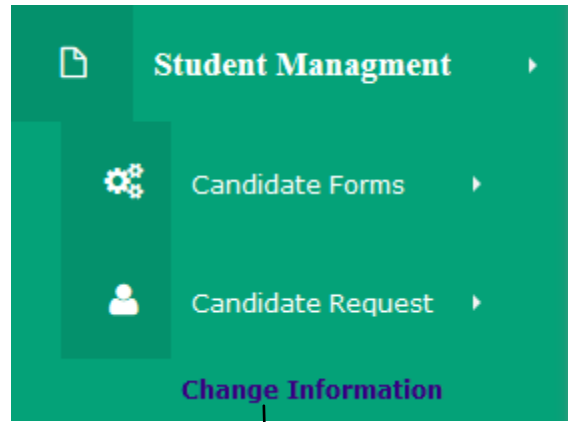 Student Managment
Candidate Forms
Candidate Request
Change Information